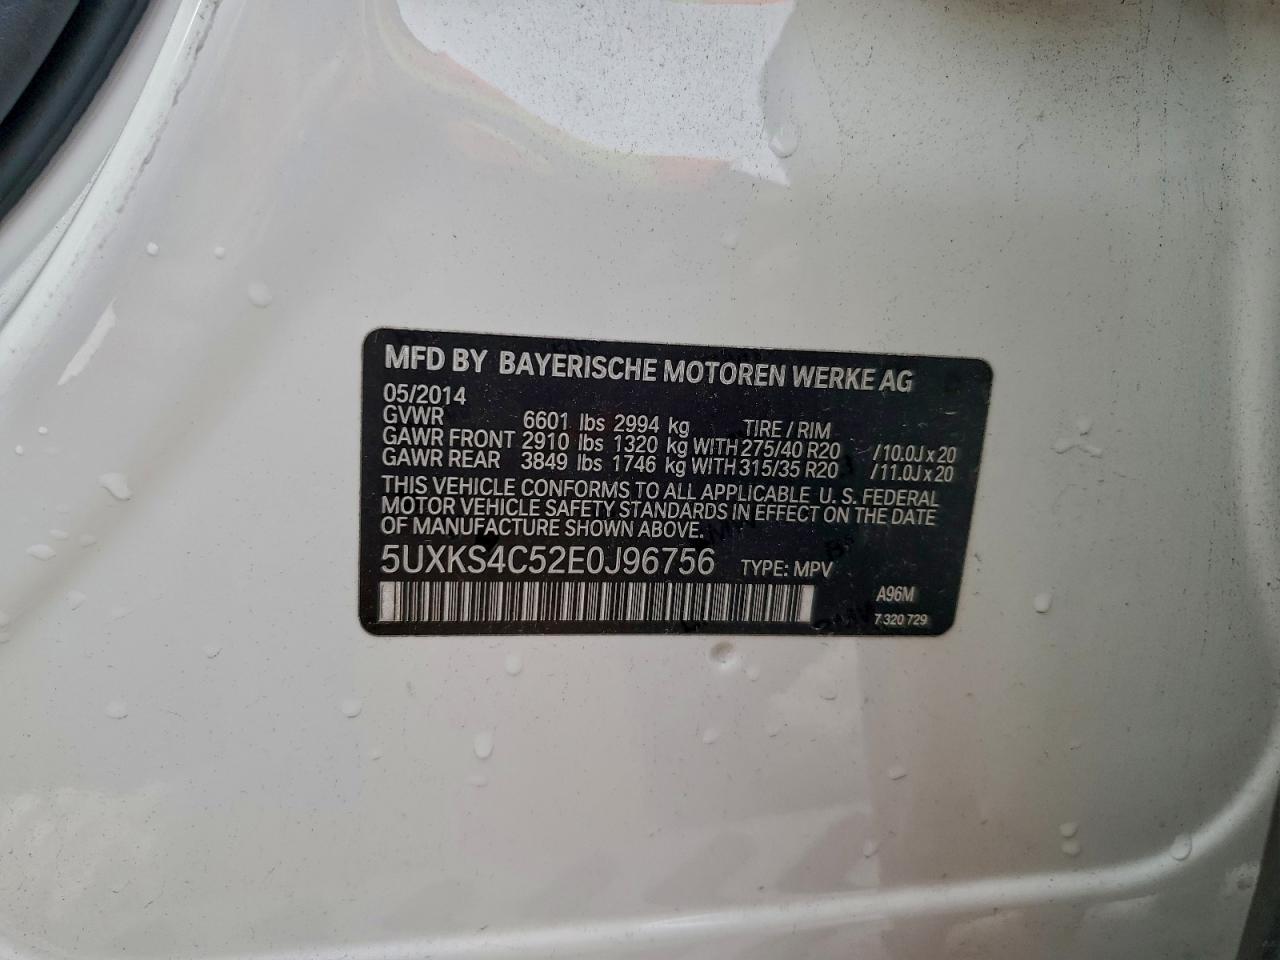 MFD BY BAYERISCHE MOTOREN WERKE AG
05/2014
GVWR 6601 lbs 2994 kg TIRE / RIM
GAWR FRONT 2910 lbs 1320 kg WITH 275/40 R20 /10.0J x 20
GAWR REAR 3849 lbs 1746 kg WITH 315/35 R20 /11.0J x 20
THIS VEHICLE CONFORMS TO ALL APPLICABLE U. S. FEDERAL
MOTOR VEHICLE SAFETY STANDARDS IN EFFECT ON THE DATE
OF MANUFACTURE SHOWN ABOVE.
5UXKS4C52E0J96756 TYPE: MPV
A96M
7 320 729